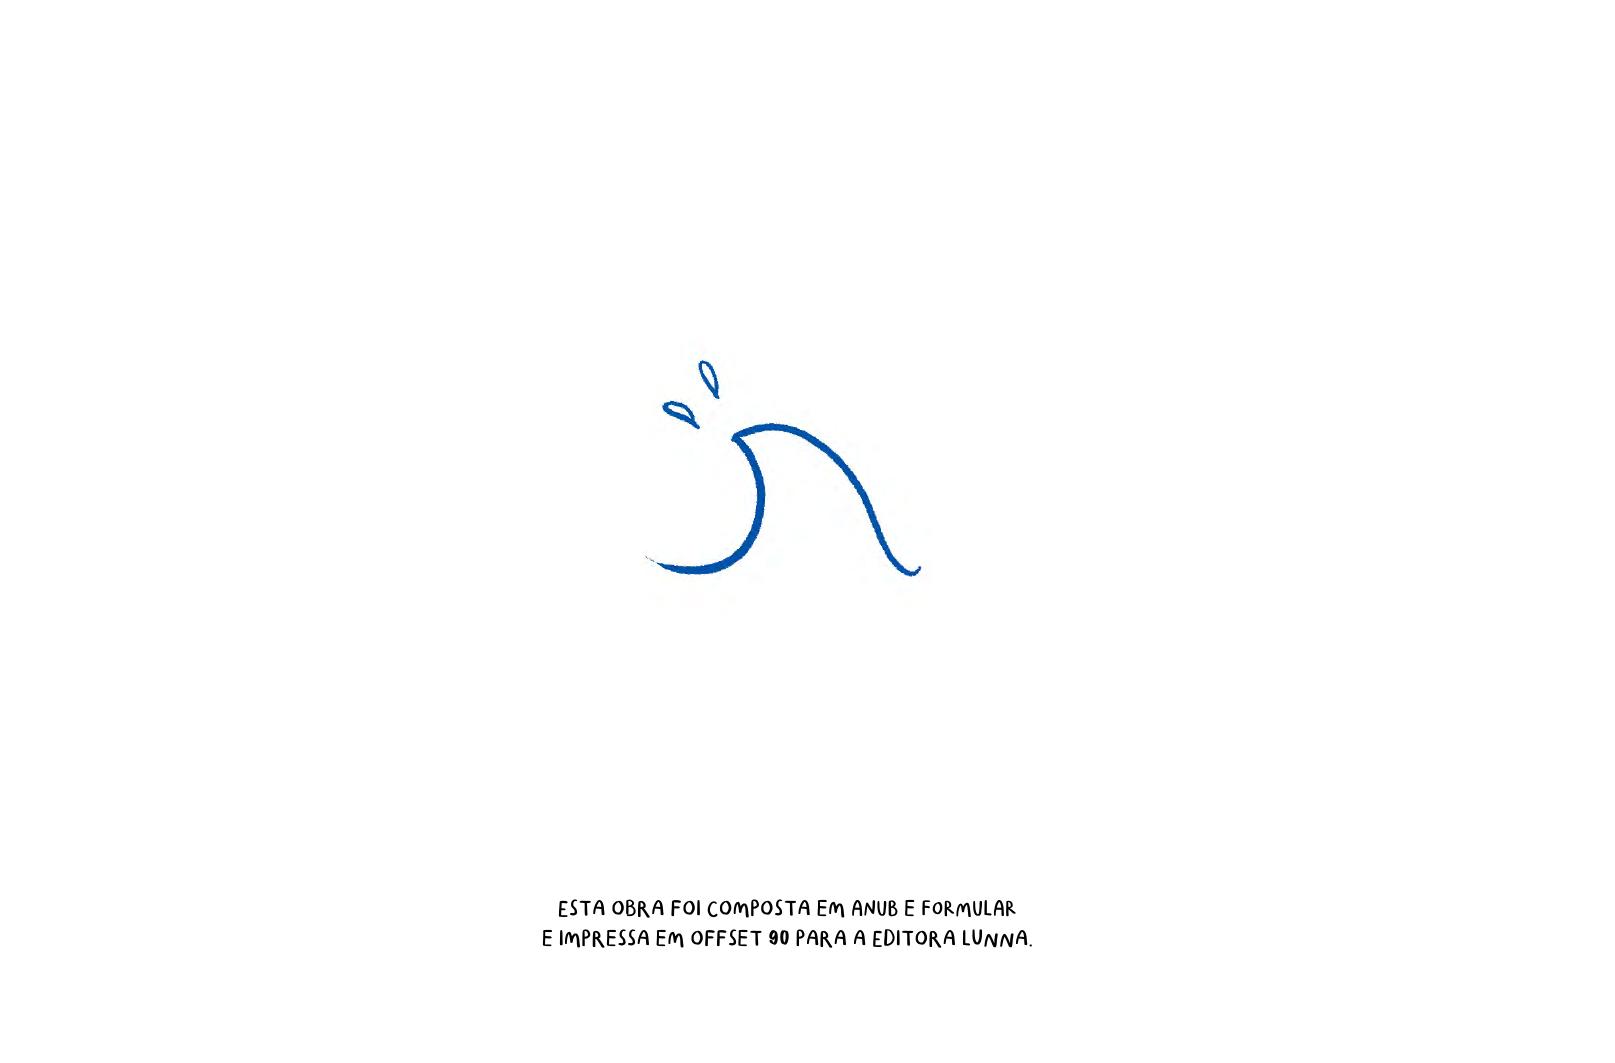 ESTA OBRA FOI COMPOSTA EM ANUB E FORMULAR
E IMPRESSA EM OFFSET 90 PARA A EDITORA LUNNA.